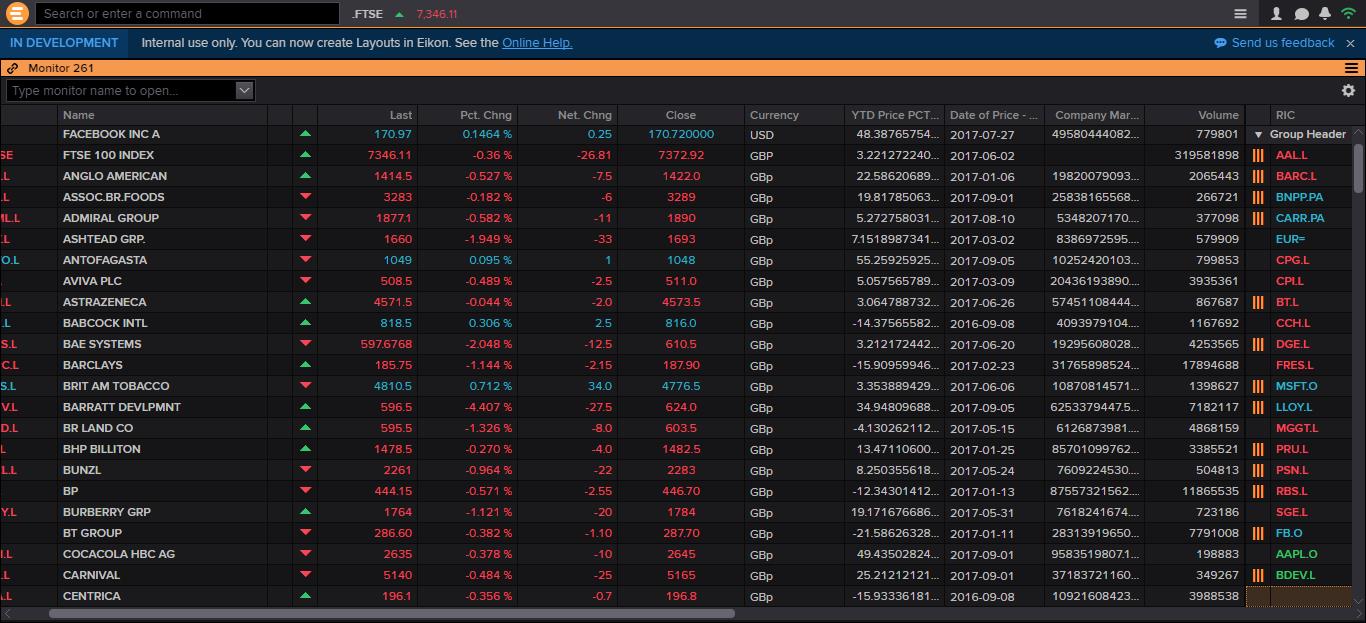 Search or enter a command .FTSE 7,346.11
IN DEVELOPMENT Internal use only. You can now create Layouts in Eikon. See the Online Help. Send us feedback
Monitor 261
Type monitor name to open...
Name Last Pct. Chng Net. Chng Close Currency YTD Price PCT... Date of Price - ... Company Mar... Volume RIC
FACEBOOK INC A 170.97 0.1464 % 0.25 170.720000 USD 48.38765754... 2017-07-27 49580444082... 779801 Group Header
SE FTSE 100 INDEX 7346.11 -0.36 % -26.81 7372.92 GBP 3.221272240... 2017-06-02 319581898 AAL.L
.L ANGLO AMERICAN 1414.5 -0.527 % -7.5 1422.0 GBp 22.58620689... 2017-01-06 19820079093... 2065443 BARC.L
.L ASSOC.BR.FOODS 3283 -0.182 % -6 3289 GBp 19.81785063... 2017-09-01 25838165568... 266721 BNPP.PA
ML.L ADMIRAL GROUP 1877.1 -0.582 % -11 1890 GBp 5.272758031... 2017-08-10 5348207170.... 377098 CARR.PA
.L ASHTEAD GRP. 1660 -1.949 % -33 1693 GBp 7.1518987341... 2017-03-02 8386972595.... 579909 EUR=
O.L ANTOFAGASTA 1049 0.095 % 1 1048 GBp 55.25925925... 2017-09-05 10252420103... 799853 CPG.L
AVIVA PLC 508.5 -0.489 % -2.5 511.0 GBp 5.057565789... 2017-03-09 20436193890.... 3935361 CPI.L
.L ASTRAZENECA 4571.5 -0.044 % -2.0 4573.5 GBp 3.064788732... 2017-06-26 57451108444... 867687 BT.L
.L BABCOCK INTL 818.5 0.306 % 2.5 816.0 GBp -14.37565582... 2016-09-08 4093979104.... 1167692 CCH.L
S.L BAE SYSTEMS 597.6768 -2.048 % -12.5 610.5 GBp 3.212172442... 2017-06-20 19295608028... 4253565 DGE.L
C.L BARCLAYS 185.75 -1.144 % -2.15 187.90 GBp -15.90959946... 2017-02-23 31765898524... 17894688 FRES.L
S.L BRIT AM TOBACCO 4810.5 0.712 % 34.0 4776.5 GBp 3.353889429... 2017-06-06 10870814571... 1398627 MSFT.O
V.L BARRATT DEVLPMNT 596.5 -4.407 % -27.5 624.0 GBp 34.94809688... 2017-09-05 6253379447.5... 7182117 LLOY.L
D.L BR LAND CO 595.5 -1.326 % -8.0 603.5 GBp -4.130262112... 2017-05-15 6126873981.... 4868159 MGGT.L
L BHP BILLITON 1478.5 -0.270 % -4.0 1482.5 GBp 13.47110600... 2017-01-25 85701099762... 3385521 PRU.L
L.L BUNZL 2261 -0.964 % -22 2283 GBp 8.250355618... 2017-05-24 7609224530.... 504813 PSN.L
BP 444.15 -0.571 % -2.55 446.70 GBp -12.34301412... 2017-01-13 87557321562... 11865535 RBS.L
Y.L BURBERRY GRP 1764 -1.121 % -20 1784 GBp 19.171676686... 2017-05-31 7618241674.... 723186 SGE.L
BT GROUP 286.60 -0.382 % -1.10 287.70 GBp -21.58626328... 2017-01-11 28313919650... 7791008 FB.O
.L COCACOLA HBC AG 2635 -0.378 % -10 2645 GBp 49.43502824... 2017-09-01 9583519807.1... 198883 AAPL.O
.L CARNIVAL 5140 -0.484 % -25 5165 GBp 25.21212121... 2017-09-01 37183721160... 349267 BDEV.L
.L CENTRICA 196.1 -0.356 % -0.7 196.8 GBp -15.93336181... 2016-09-08 10921608423... 3988538